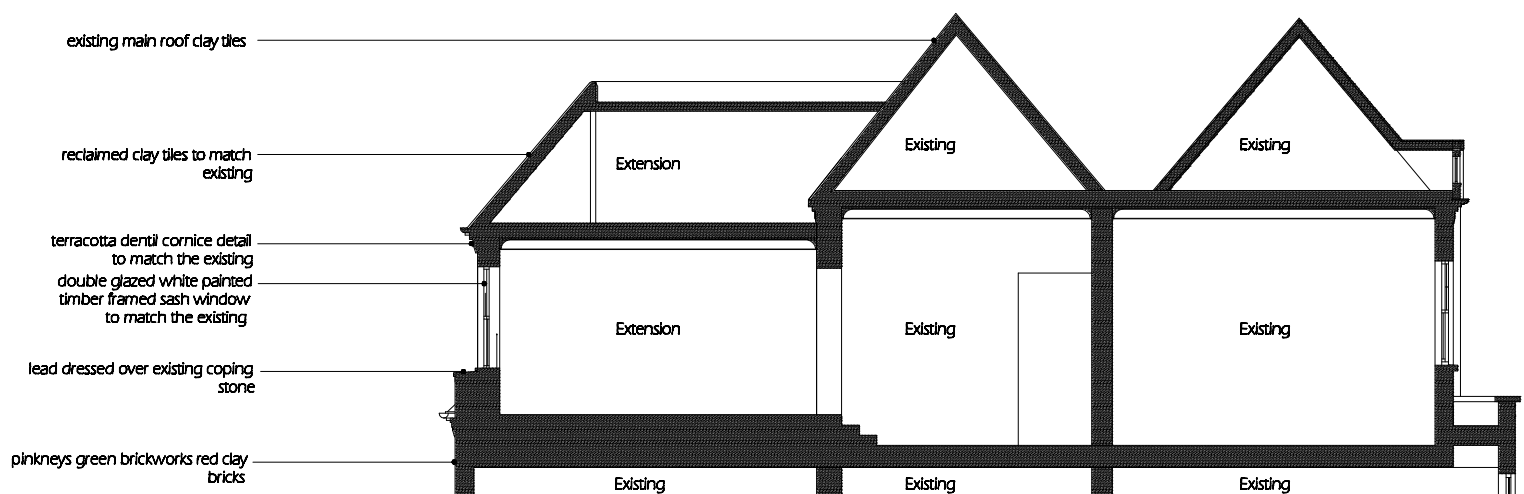 existing main roof clay tiles
reclaimed clay tiles to match
existing
terracotta dentil cornice detail
to match the existing
double glazed white painted
timber framed sash window
to match the existing
lead dressed over existing coping
stone
pinkneys green brickworks red clay
bricks
Extension
Existing
Existing
Extension
Existing
Existing
Existing
Existing
Existing